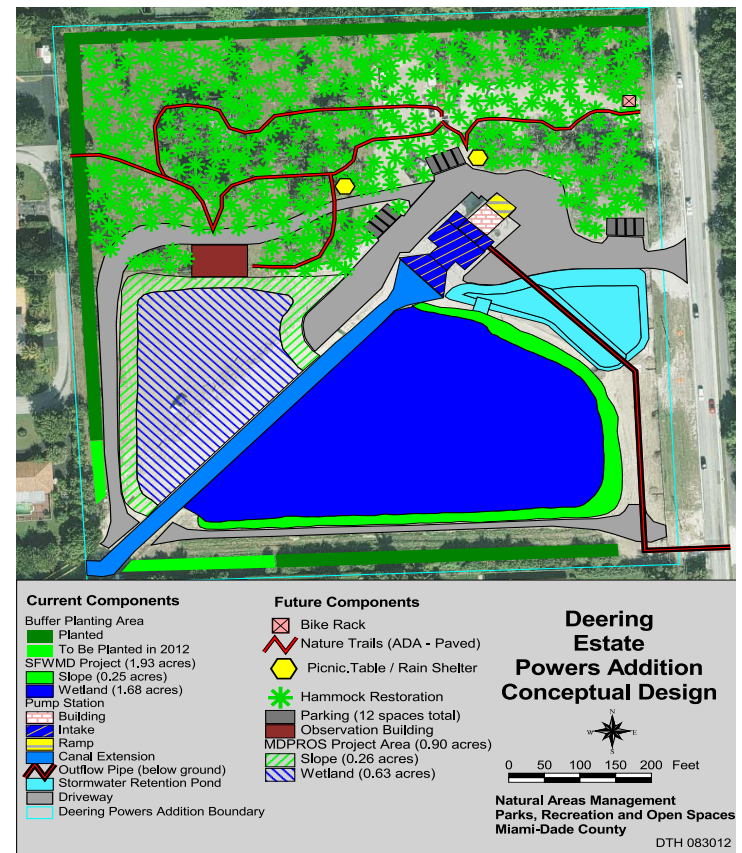 Current Components
Buffer Planting Area
Planted
To Be Planted in 2012
SFWMD Project (1.93 acres)
Slope (0.25 acres)
Wetland (1.68 acres)
Pump Station
Building
Intake
Ramp
Canal Extension
Outflow Pipe (below ground)
Stormwater Retention Pond
Driveway
Deering Powers Addition Boundary
Future Components
Bike Rack
Nature Trails (ADA - Paved)
Picnic Table / Rain Shelter
Hammock Restoration
Parking (12 spaces total)
Observation Building
MDPROS Project Area (0.90 acres)
Slope (0.26 acres)
Wetland (0.63 acres)
Deering
Estate
Powers Addition
Conceptual Design
N
W E
S
0 50 100 150 200 Feet
Natural Areas Management
Parks, Recreation and Open Spaces
Miami-Dade County
DTH 083012